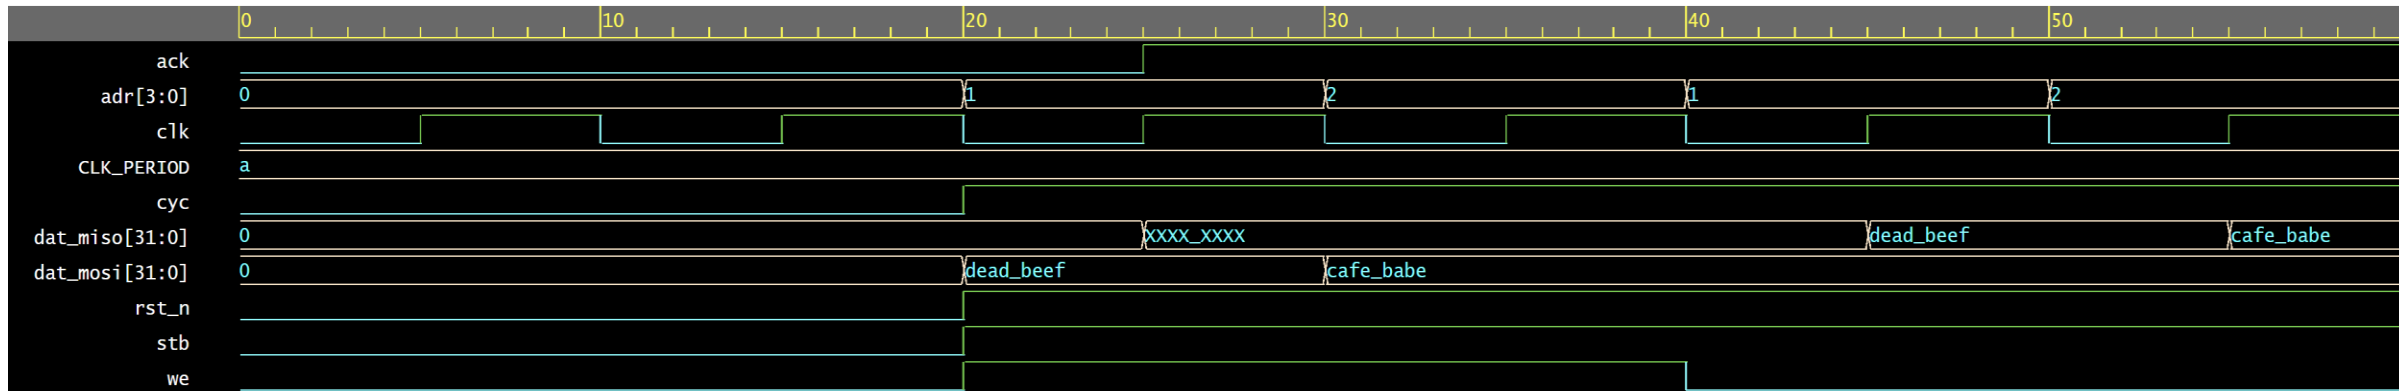 0 10 20 30 40 50
ack
adr[3:0] 0 1 2 1 2
clk
CLK_PERIOD a
cyc
dat_miso[31:0] 0 XXXX_XXXX dead_beef cafe_babe
dat_mosi[31:0] 0 dead_beef cafe_babe
rst_n
stb
we